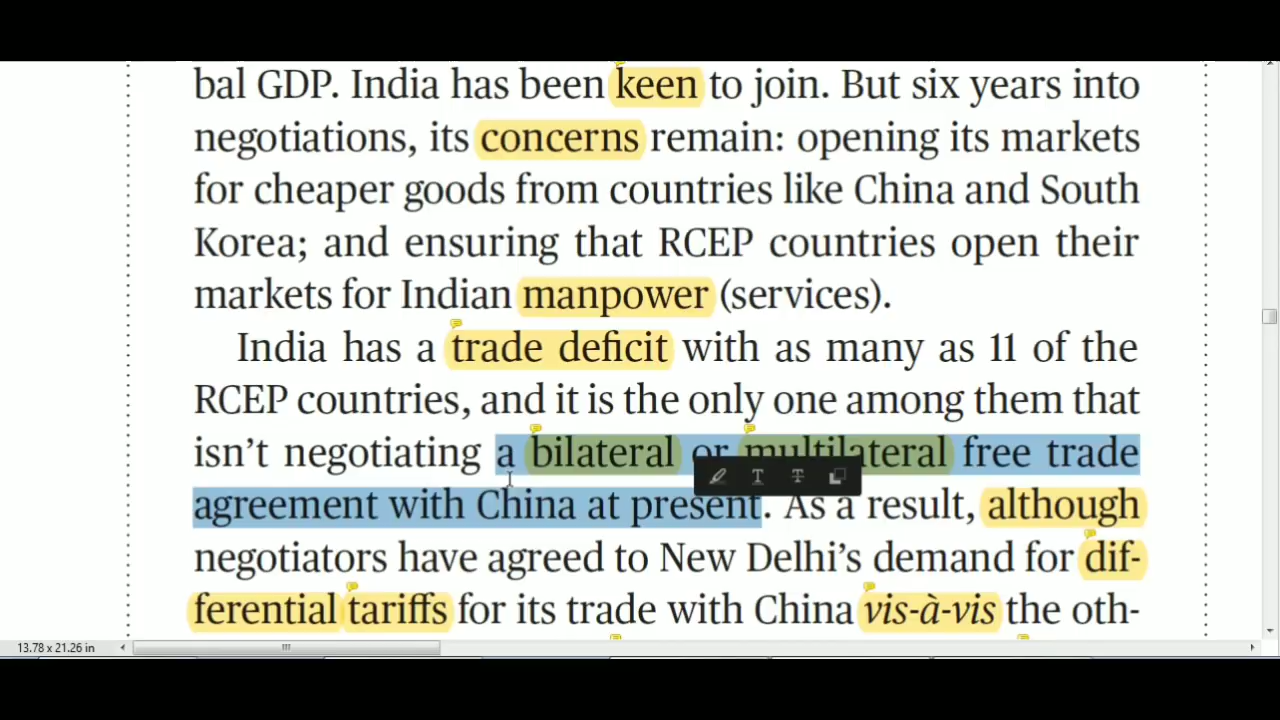 bal GDP. India has been keen to join. But six years into
negotiations, its concerns remain: opening its markets
for cheaper goods from countries like China and South
Korea; and ensuring that RCEP countries open their
markets for Indian manpower (services).
India has a trade deficit with as many as 11 of the
RCEP countries, and it is the only one among them that
isn't negotiating a bilateral or multilateral free trade
agreement with China at present. As a result, although
negotiators have agreed to New Delhi's demand for dif-
ferential tariffs for its trade with China vis-à-vis the oth-
13.78 x 21.26 in